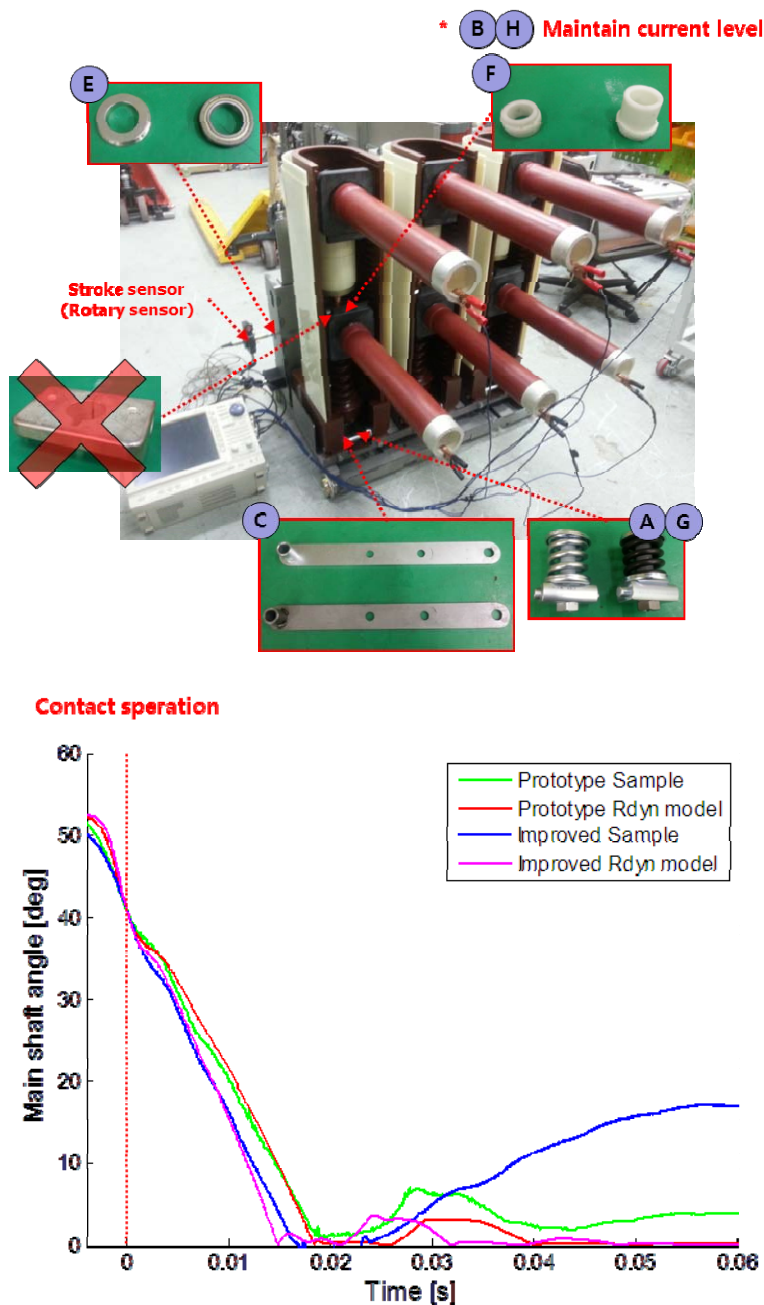 * B H Maintain current level
E
F
Stroke sensor
(Rotary sensor)
C
A G
Contact speration
60
50
40
30
20
10
0
Main shaft angle [deg]
Prototype Sample
Prototype Rdyn model
Improved Sample
Improved Rdyn model
0 0.01 0.02 0.03 0.04 0.05 0.06
Time [s]